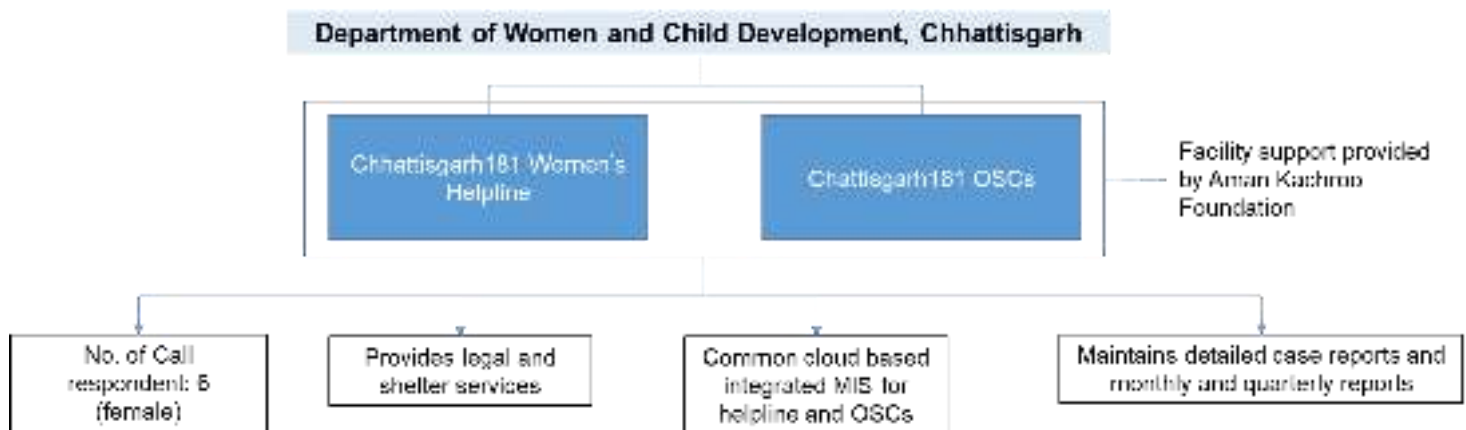 Department of Women and Child Development, Chhattisgarh
Chhattisgarh181 Women's
Helpline
Chattisgarh181 OSCs
Facility support provided
by Aman Kachroo
Foundation
No. of Call
respondent: 6
(female)
Provides legal and
shelter services
Common cloud based
integrated MIS for
helpline and OSCs
Maintains detailed case reports and
monthly and quarterly reports